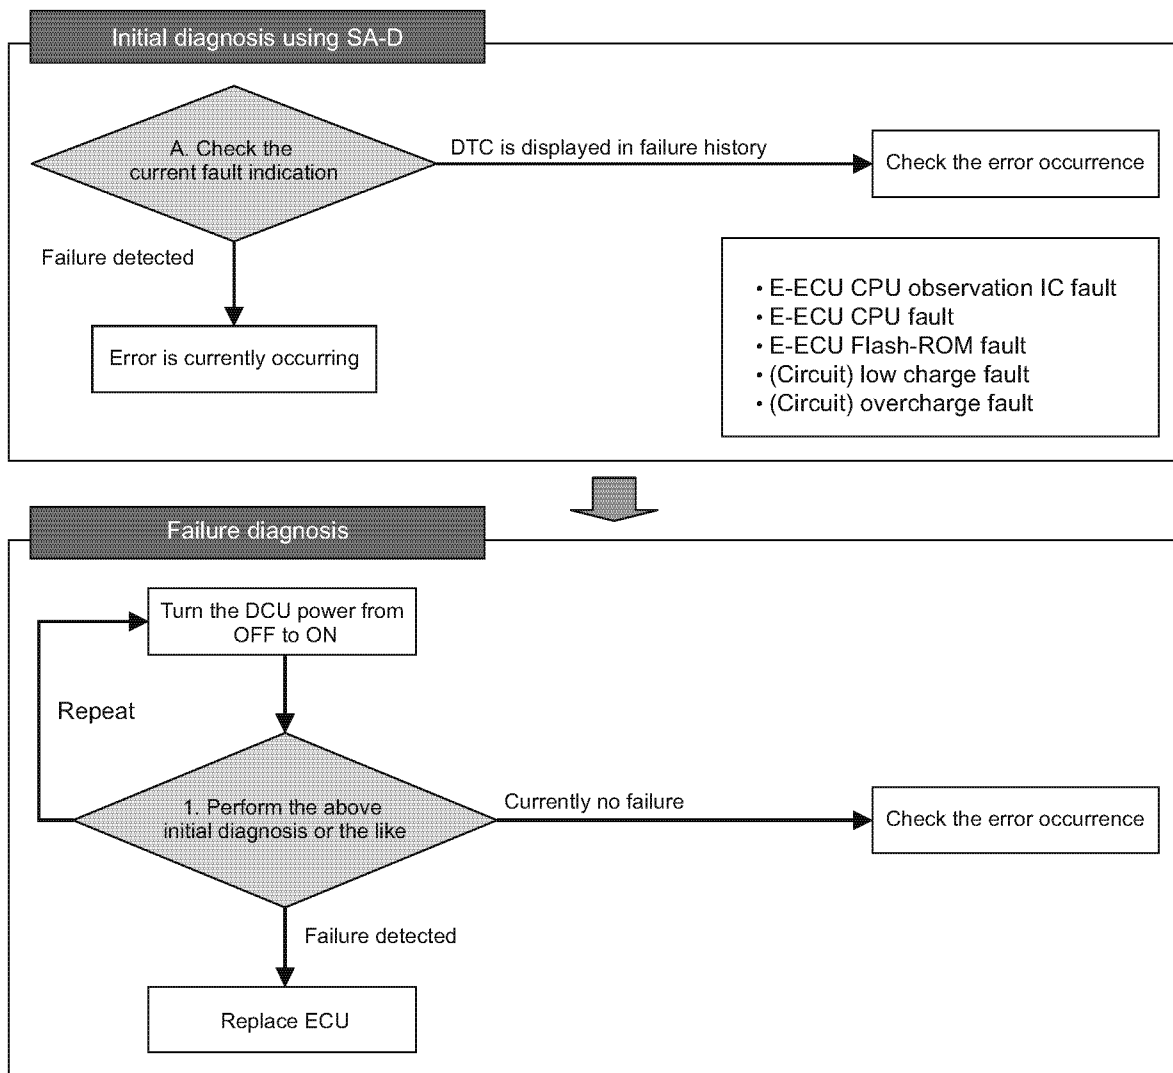 Initial diagnosis using SA-D
A. Check the
current fault indication
DTC is displayed in failure history
Check the error occurrence
Failure detected
Error is currently occurring
• E-ECU CPU observation IC fault
• E-ECU CPU fault
• E-ECU Flash-ROM fault
• (Circuit) low charge fault
• (Circuit) overcharge fault
Failure diagnosis
Turn the DCU power from
OFF to ON
Repeat
1. Perform the above
initial diagnosis or the like
Currently no failure
Check the error occurrence
Failure detected
Replace ECU